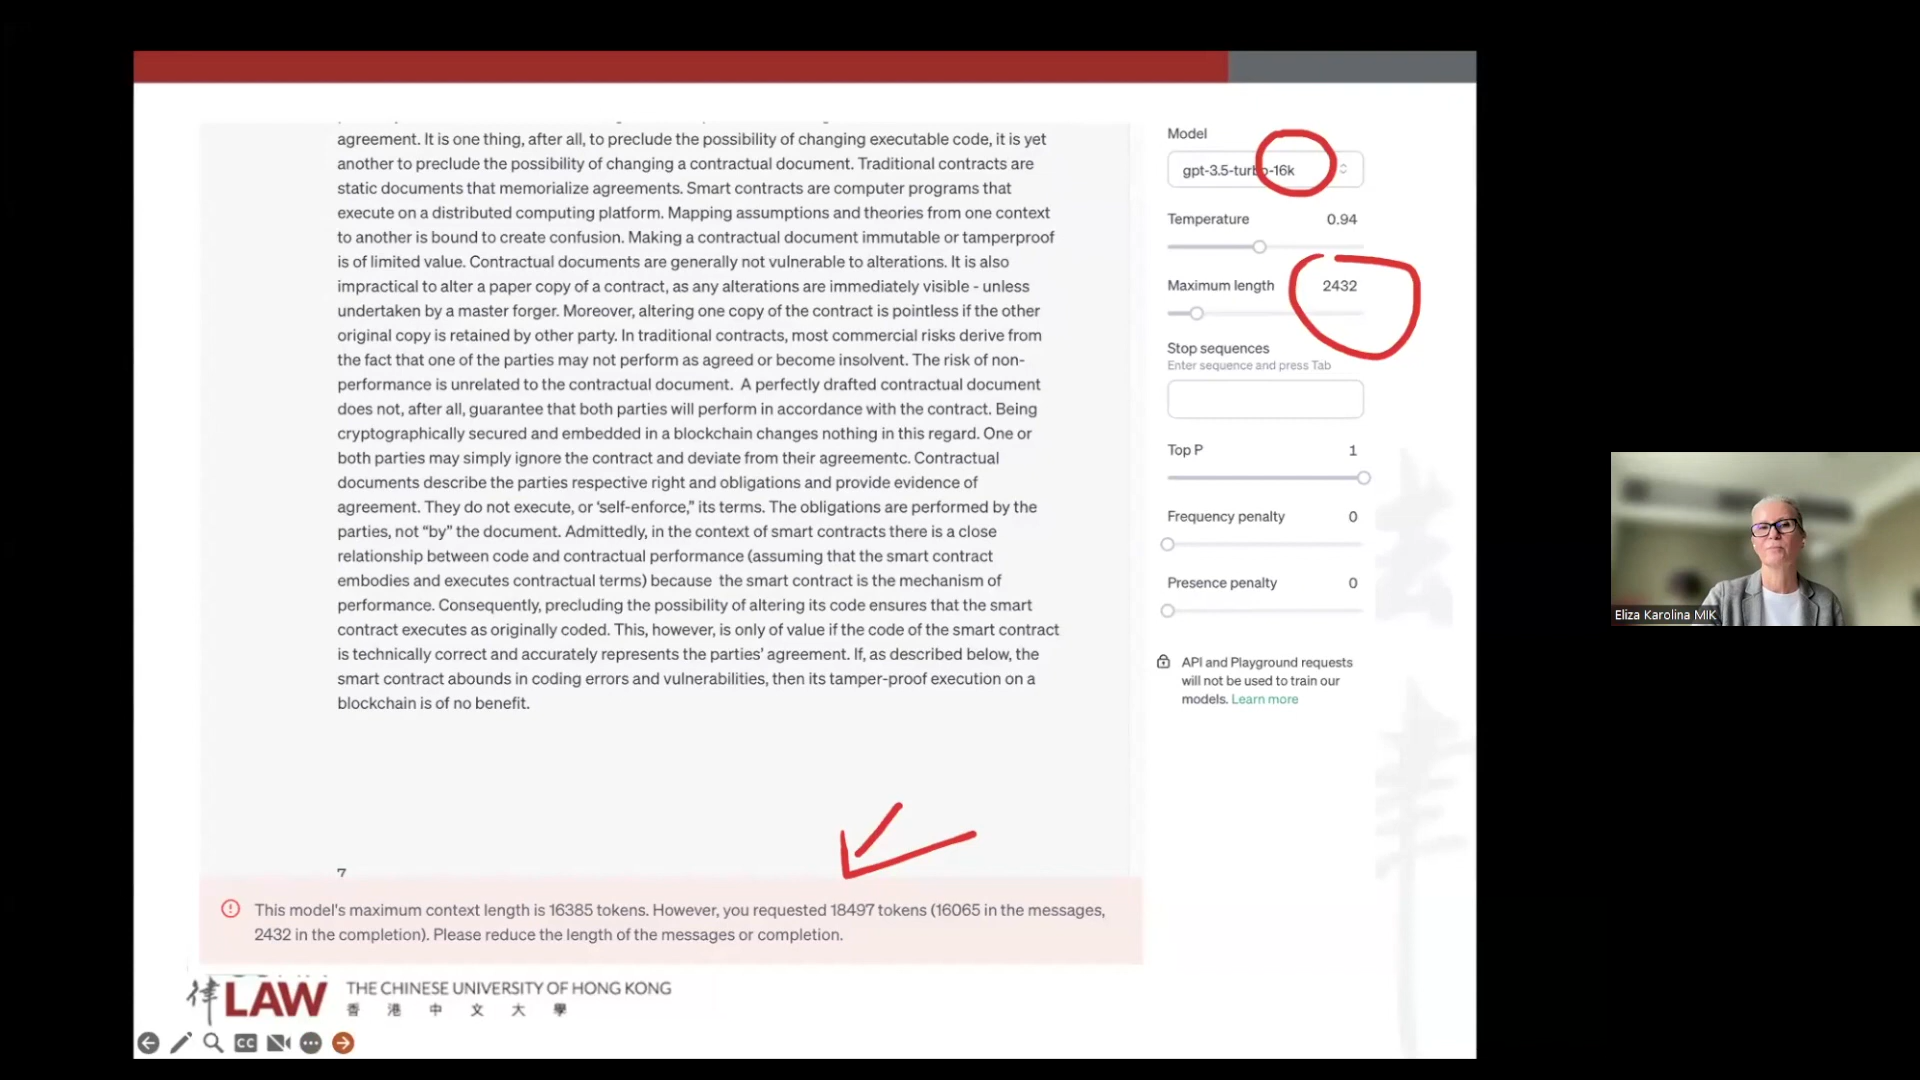 agreement. It is one thing, after all, to preclude the possibility of changing executable code, it is yet
another to preclude the possibility of changing a contractual document. Traditional contracts are
static documents that memorialize agreements. Smart contracts are computer programs that
execute on a distributed computing platform. Mapping assumptions and theories from one context
to another is bound to create confusion. Making a contractual document immutable or tamperproof
is of limited value. Contractual documents are generally not vulnerable to alterations. It is also
impractical to alter a paper copy of a contract, as any alterations are immediately visible - unless
undertaken by a master forger. Moreover, altering one copy of the contract is pointless if the other
original copy is retained by other party. In traditional contracts, most commercial risks derive from
the fact that one of the parties may not perform as agreed or become insolvent. The risk of non-
performance is unrelated to the contractual document.  A perfectly drafted contractual document
does not, after all, guarantee that both parties will perform in accordance with the contract. Being
cryptographically secured and embedded in a blockchain changes nothing in this regard. One or
both parties may simply ignore the contract and deviate from their agreementc. Contractual
documents describe the parties respective right and obligations and provide evidence of
agreement. They do not execute, or ‘self-enforce,” its terms. The obligations are performed by the
parties, not “by” the document. Admittedly, in the context of smart contracts there is a close
relationship between code and contractual performance (assuming that the smart contract
embodies and executes contractual terms) because  the smart contract is the mechanism of
performance. Consequently, precluding the possibility of altering its code ensures that the smart
contract executes as originally coded. This, however, is only of value if the code of the smart contract
is technically correct and accurately represents the parties’ agreement. If, as described below, the
smart contract abounds in coding errors and vulnerabilities, then its tamper-proof execution on a
blockchain is of no benefit.
7
This model's maximum context length is 16385 tokens. However, you requested 18497 tokens (16065 in the messages,
2432 in the completion). Please reduce the length of the messages or completion.
Model
gpt-3.5-turbo-16k
Temperature 0.94
Maximum length 2432
Stop sequences
Enter sequence and press Tab
Top P 1
Frequency penalty 0
Presence penalty 0
API and Playground requests
will not be used to train our
models. Learn more
Eliza Karolina MIK
律LAW THE CHINESE UNIVERSITY OF HONG KONG
香 港 中 文 大 學
CC